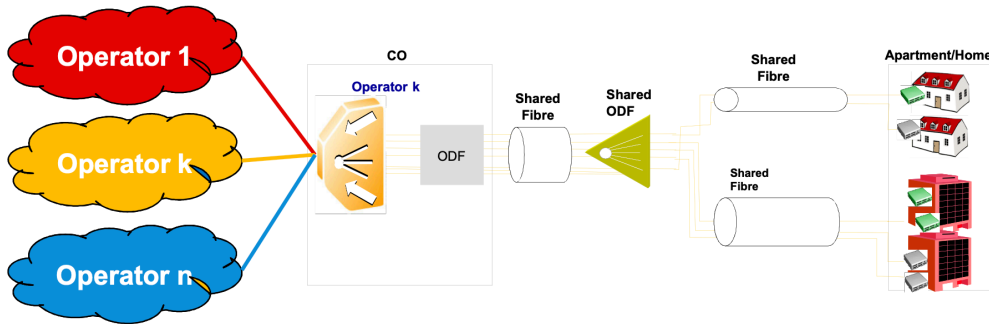 Operator 1
Operator k
Operator n
CO
Operator k
ODF
Shared
Fibre
Shared
ODF
Shared
Fibre
Shared
Fibre
Apartment/Home